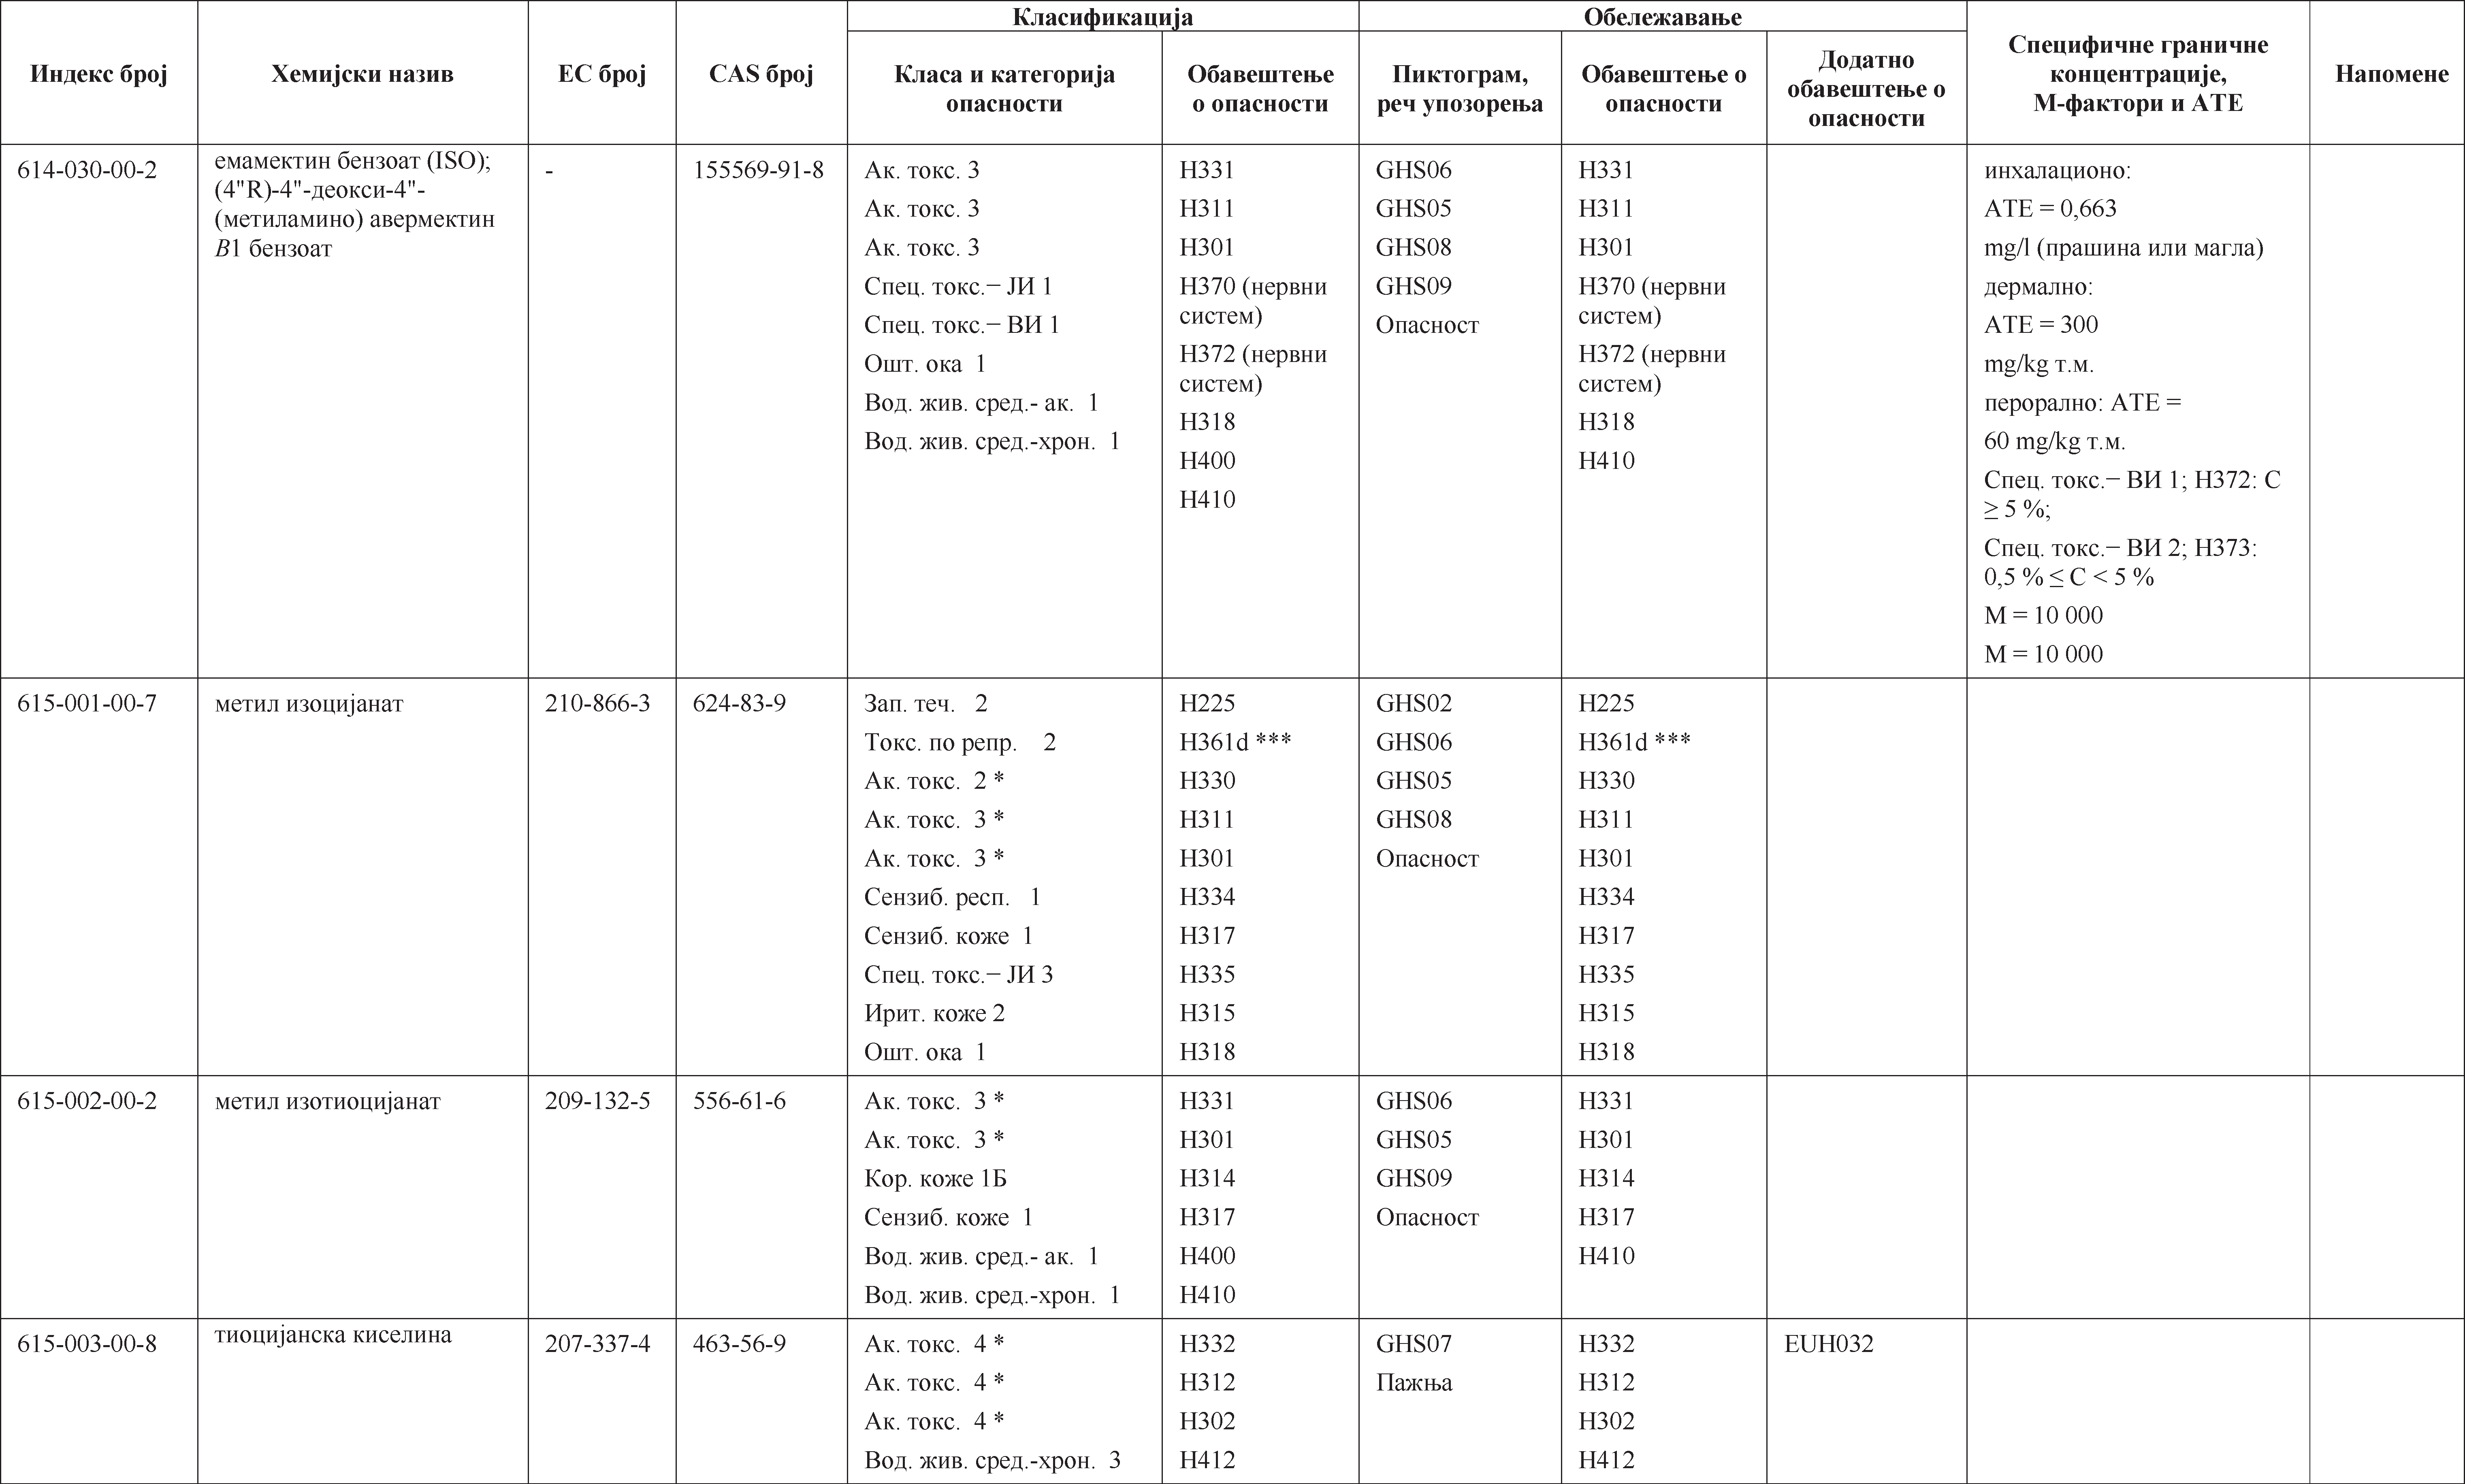 Индекс број
Хемијски назив
ЕС број
CAS број
Класификација
Класа и категорија
опасности
Обавештење
о опасности
Обележавање
Пиктограм,
реч упозорења
Обавештење о
опасности
Додатно
обавештење о
опасности
Специфичне граничне
концентрације,
М-фактори и АТЕ
Напомене
614-030-00-2
емамектин бензоат (ISO);
(4"R)-4"-деокси-4"-
(метиламино) авермектин
B1 бензоат
-
155569-91-8
Ак. токс. 3
Ак. токс. 3
Ак. токс. 3
Спец. токс.− ЈИ 1
Спец. токс.− ВИ 1
Ошт. ока 1
Вод. жив. сред.- ак. 1
Вод. жив. сред.-хрон. 1
H331
H311
H301
H370 (нервни
систем)
H372 (нервни
систем)
H318
H400
H410
GHS06
GHS05
GHS08
GHS09
Опасност
H331
H311
H301
H370 (нервни
систем)
H372 (нервни
систем)
H318
H410
инхалационо:
АТЕ = 0,663
mg/l (прашина или магла)
дермално:
АТЕ = 300
mg/kg т.м.
перорално: АТЕ =
60 mg/kg т.м.
Спец. токс.− ВИ 1; H372: C
≥ 5 %;
Спец. токс.− ВИ 2; H373:
0,5 % ≤ C < 5 %
M = 10 000
M = 10 000
615-001-00-7
метил изоцијанат
210-866-3
624-83-9
Зап. теч. 2
Токс. по репр. 2
Ак. токс. 2 *
Ак. токс. 3 *
Ак. токс. 3 *
Сензиб. респ. 1
Сензиб. коже 1
Спец. токс.− ЈИ 3
Ирит. коже 2
Ошт. ока 1
H225
H361d ***
H330
H311
H301
H334
H317
H335
H315
H318
GHS02
GHS06
GHS05
GHS08
Опасност
H225
H361d ***
H330
H311
H301
H334
H317
H335
H315
H318
615-002-00-2
метил изотиоцијанат
209-132-5
556-61-6
Ак. токс. 3 *
Ак. токс. 3 *
Кор. коже 1Б
Сензиб. коже 1
Вод. жив. сред.- ак. 1
Вод. жив. сред.-хрон. 1
H331
H301
H314
H317
H400
H410
GHS06
GHS05
GHS09
Опасност
H331
H301
H314
H317
H410
615-003-00-8
тиоцијанска киселина
207-337-4
463-56-9
Ак. токс. 4 *
Ак. токс. 4 *
Ак. токс. 4 *
Вод. жив. сред.-хрон. 3
H332
H312
H302
H412
GHS07
Пажња
H332
H312
H302
H412
EUH032